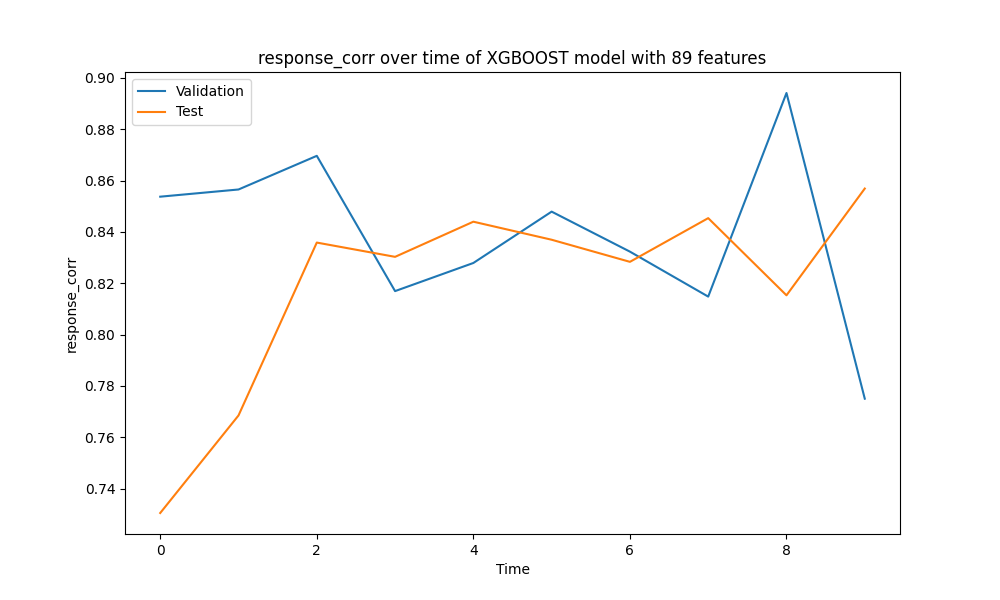 response_corr over time of XGBOOST model with 89 features
Validation
Test
response_corr
0.90
0.88
0.86
0.84
0.82
0.80
0.78
0.76
0.74
0
2
4
6
8
Time